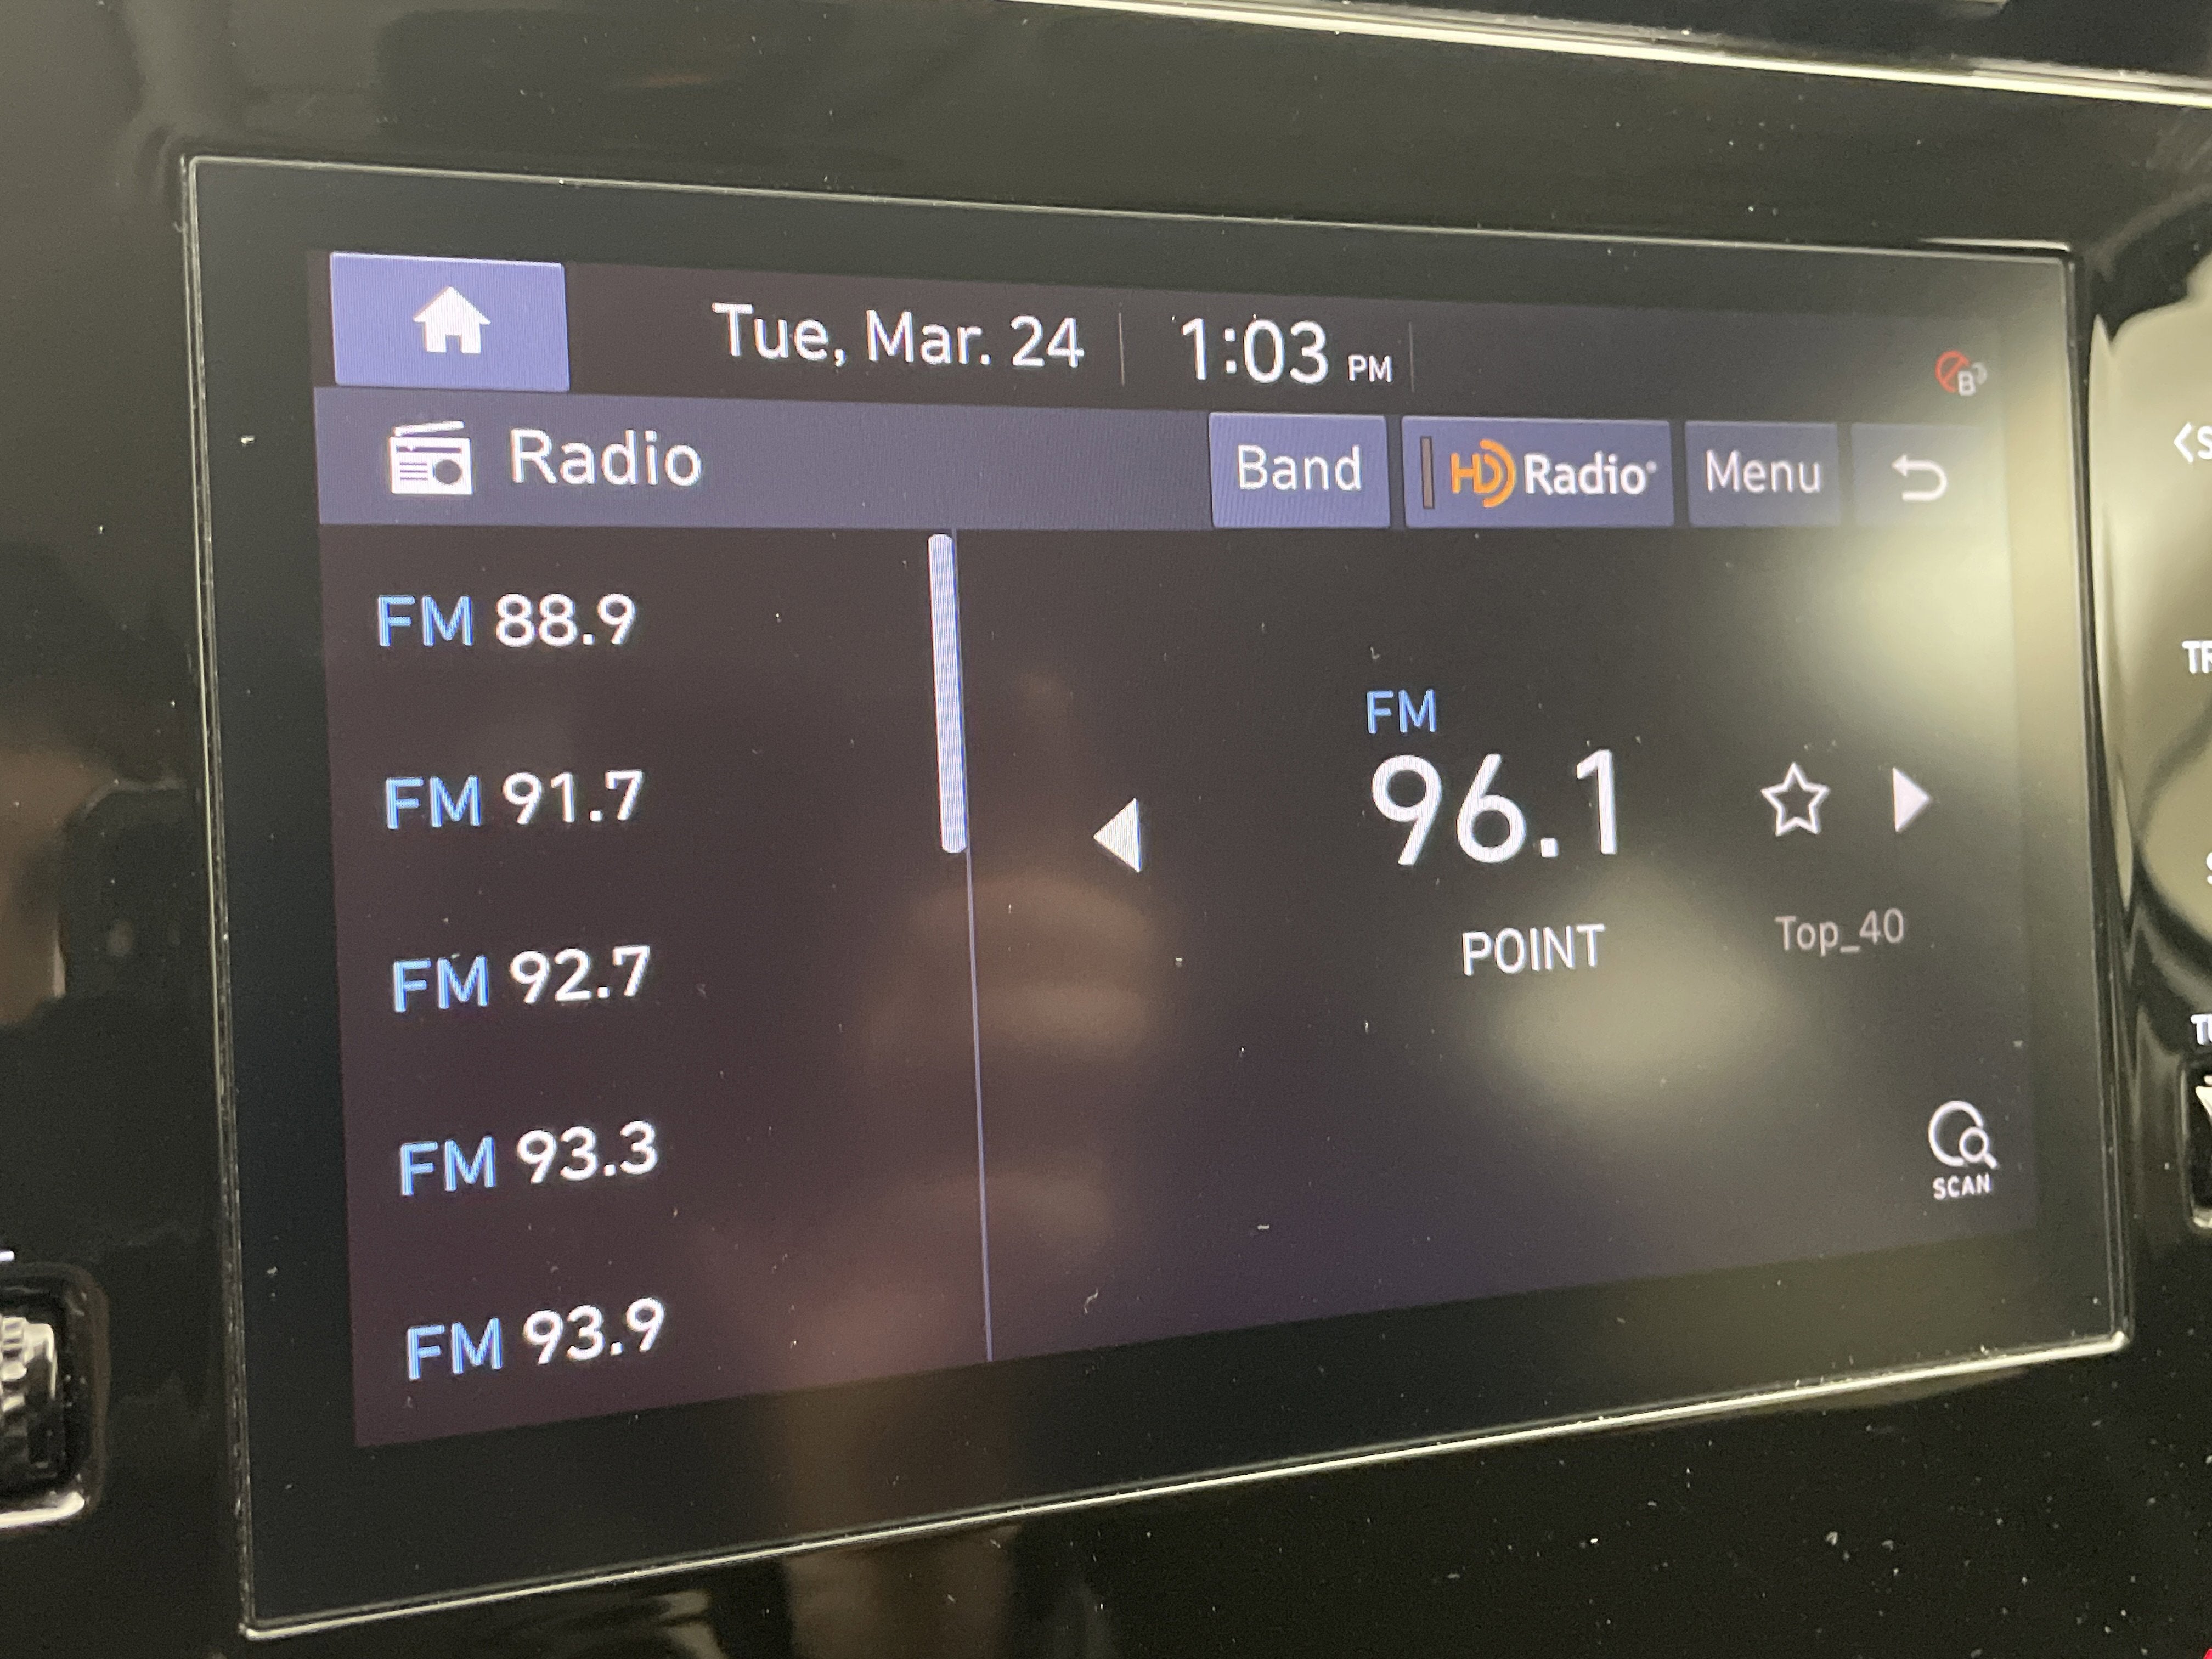 Tue, Mar. 24 1:03 PM
B
Radio Band HD Radio® Menu
FM 88.9
FM 91.7
FM 92.7
FM 93.3
FM 93.9
FM
96.1
POINT Top_40
SCAN